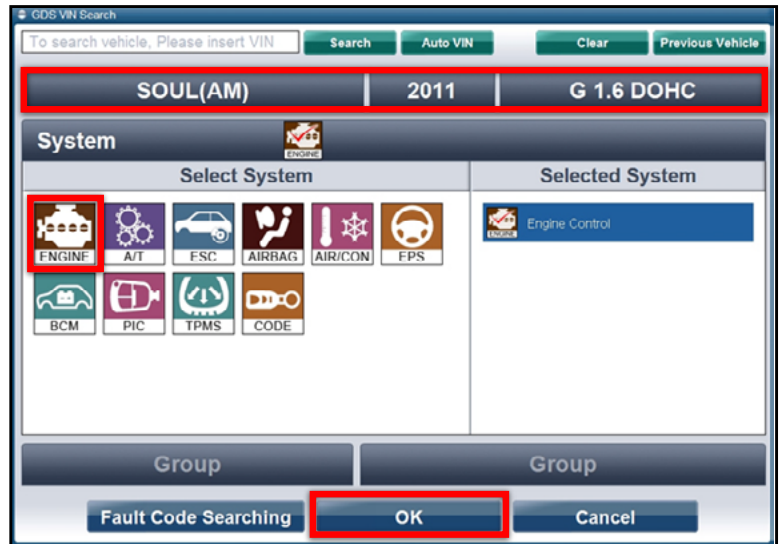 GDS VIN Search
To search vehicle, Please insert VIN Search Auto VIN Clear Previous Vehicle
SOUL(AM) 2011 G 1.6 DOHC
System ENGINE
Select System Selected System
ENGINE A/T ESC AIRBAG AIR/CON EPS
ENGINE Engine Control
BCM PIC TPMS CODE
Group Group
Fault Code Searching OK Cancel